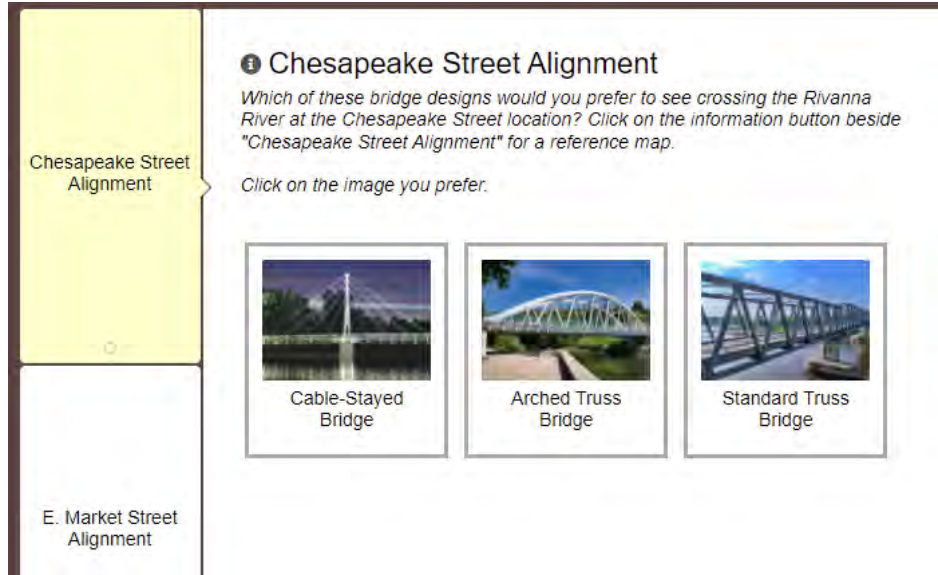 Chesapeake Street
Alignment
E. Market Street
Alignment
Chesapeake Street Alignment
Which of these bridge designs would you prefer to see crossing the Rivanna
River at the Chesapeake Street location? Click on the information button beside
"Chesapeake Street Alignment" for a reference map.
Click on the image you prefer.
Cable-Stayed
Bridge
Arched Truss
Bridge
Standard Truss
Bridge